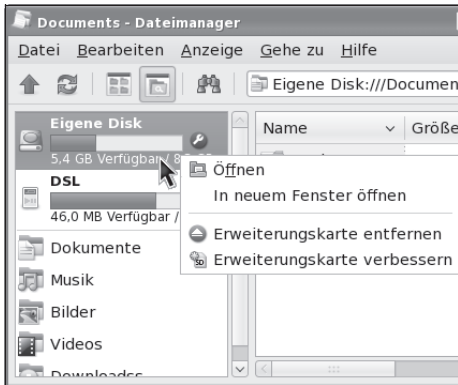 Documents - Dateimanager
Datei Bearbeiten Anzeige Gehe zu Hilfe
Eigene Disk:///Documen
Eigene Disk
5,4 GB Verfügbar /
DSL
46,0 MB Verfügbar /
Dokumente
Musik
Bilder
Videos
Downloadss
Name Größe
Öffnen
In neuem Fenster öffnen
Erweiterungskarte entfernen
Erweiterungskarte verbessern